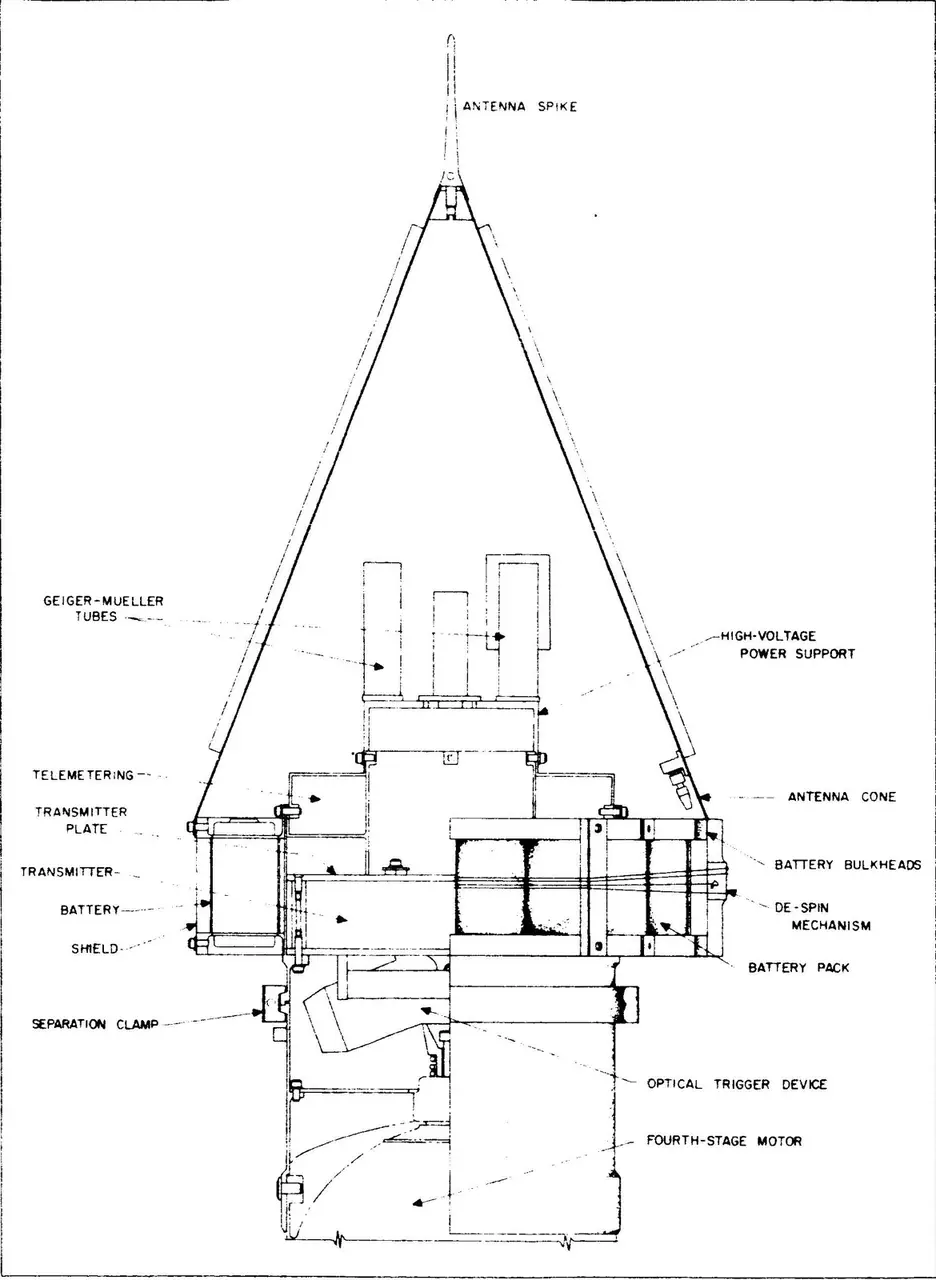 ANTENNA SPIKE
GEIGER-MUELLER
TUBES
HIGH-VOLTAGE
POWER SUPPORT
TELEMETERING
ANTENNA CONE
TRANSMITTER
PLATE
BATTERY BULKHEADS
TRANSMITTER
BATTERY
DE-SPIN
MECHANISM
SHIELD
BATTERY PACK
SEPARATION CLAMP
OPTICAL TRIGGER DEVICE
FOURTH-STAGE MOTOR